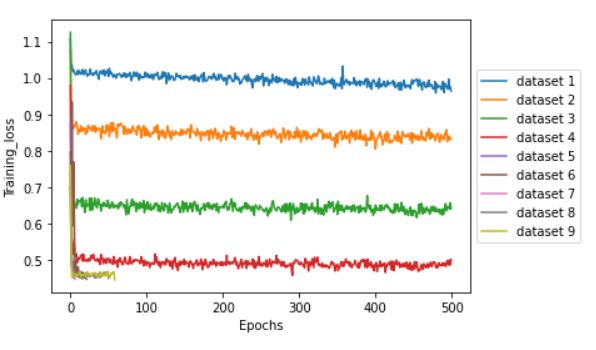 Training_loss
1.1
1.0
0.9
0.8
0.7
0.6
0.5
0
100
200
300
400
500
Epochs
dataset 1
dataset 2
dataset 3
dataset 4
dataset 5
dataset 6
dataset 7
dataset 8
dataset 9